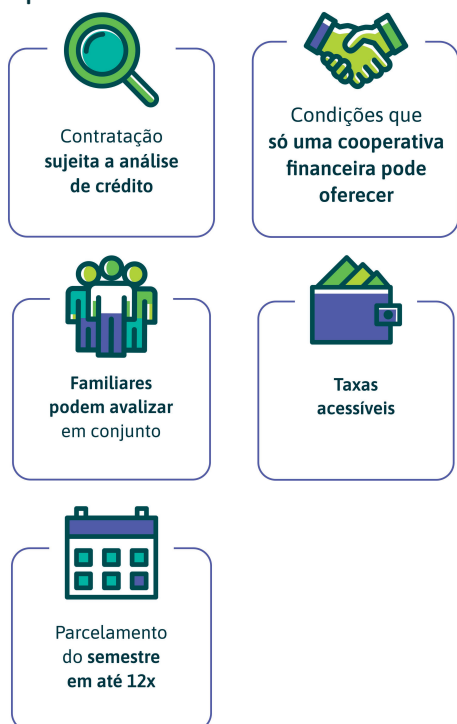 Contratação
sujeita a análise
de crédito
Condições que
só uma cooperativa
financeira pode
oferecer
Familiares
podem avalizar
em conjunto
Taxas
acessíveis
Parcelamento
do semestre
em até 12x